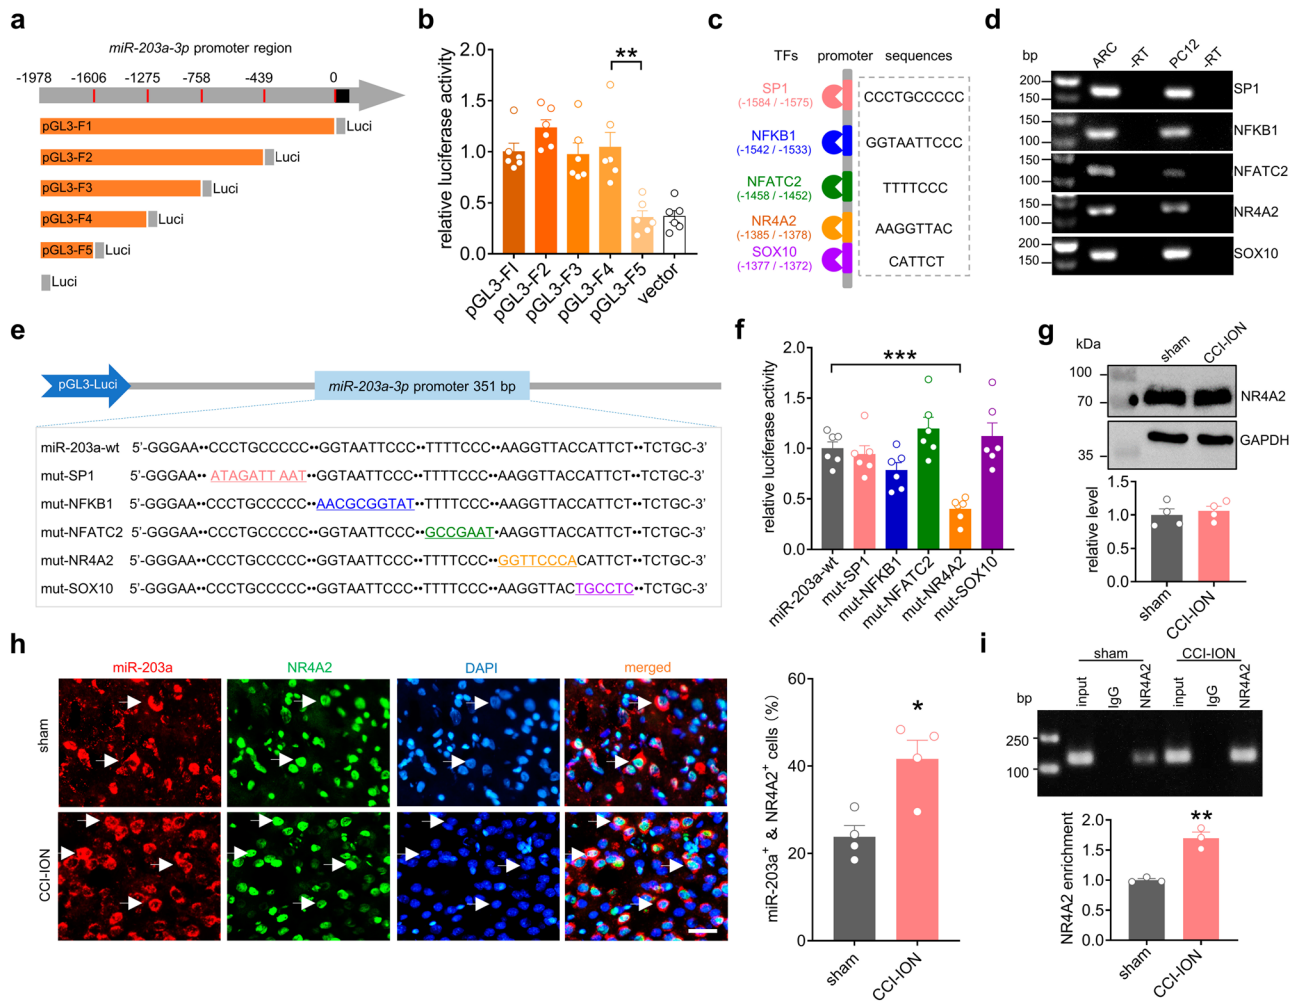 a
miR-203a-3p promoter region
-1978 -1606 -1275 -758 -439 0
pGL3-F1 Luci
pGL3-F2 Luci
pGL3-F3 Luci
pGL3-F4 Luci
pGL3-F5 Luci
Luci
b
relative luciferase activity
2.0
1.5
1.0
0.5
0.0
**
pGL3-F1 pGL3-F2 pGL3-F3 pGL3-F4 pGL3-F5 vector
c
TFs promoter sequences
SP1
(-1584 / -1575)
CCCTGCCCCC
NFKB1
(-1542 / -1533)
GGTAATTCCC
NFATC2
(-1458 / -1452)
TTTTCCC
NR4A2
(-1385 / -1378)
AAGGTTAC
SOX10
(-1377 / -1372)
CATTCT
d
bp ARC -RT PC12 -RT
200
150
SP1
150
100
NFKB1
150
100
NFATC2
150
100
NR4A2
200
150
SOX10
e
pGL3-Luci
miR-203a-3p promoter 351 bp
miR-203a-wt 5'-GGGAA••CCCTGCCCCC••GGTAATTCCC••TTTTCCC••AAGGTTACCATTCT••TCTGC-3'
mut-SP1 5'-GGGAA•• ATAGATT AAT••GGTAATTCCC••TTTTCCC••AAGGTTACCATTCT••TCTGC-3'
mut-NFKB1 5'-GGGAA••CCCTGCCCCC••AACGCGGTAT••TTTTCCC••AAGGTTACCATTCT••TCTGC-3'
mut-NFATC2 5'-GGGAA••CCCTGCCCCC••GGTAATTCCC••GCCGAAT•AAGGTTACCATTCT••TCTGC-3'
mut-NR4A2 5'-GGGAA••CCCTGCCCCC••GGTAATTCCC••TTTTCCC••GGTTCCCACATTCT••TCTGC-3'
mut-SOX10 5'-GGGAA••CCCTGCCCCC••GGTAATTCCC••TTTTCCC••AAGGTTACTGCCTC••TCTGC-3'
f
relative luciferase activity
2.0
1.5
1.0
0.5
0.0
***
miR-203a-wt mut-SP1 mut-NFKB1 mut-NFATC2 mut-NR4A2 mut-SOX10
g
kDa sham CCI-ION
100
70
NR4A2
35
GAPDH
relative level
1.5
1.0
0.5
0.0
sham CCI-ION
h
miR-203a NR4A2 DAPI merged
sham
CCI-ION
miR-203a+ & NR4A2+ cells (%)
60
40
20
0
*
sham CCI-ION
i
sham CCI-ION
bp input IgG NR4A2 input IgG NR4A2
250
100
NR4A2 enrichment
2.0
1.5
1.0
0.5
0.0
**
sham CCI-ION